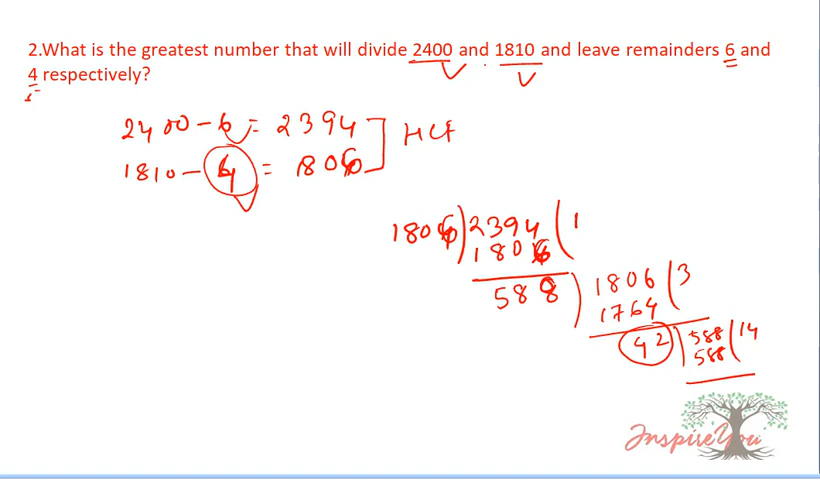 2.What is the greatest number that will divide 2400 and 1810 and leave remainders 6 and
4 respectively?
2400 - 6 = 2394
1810 - 4 = 1806
] HCF
1806) 2394 (1
1806
588) 1806 (3
1764
42) 588 (14
588
InspireYou